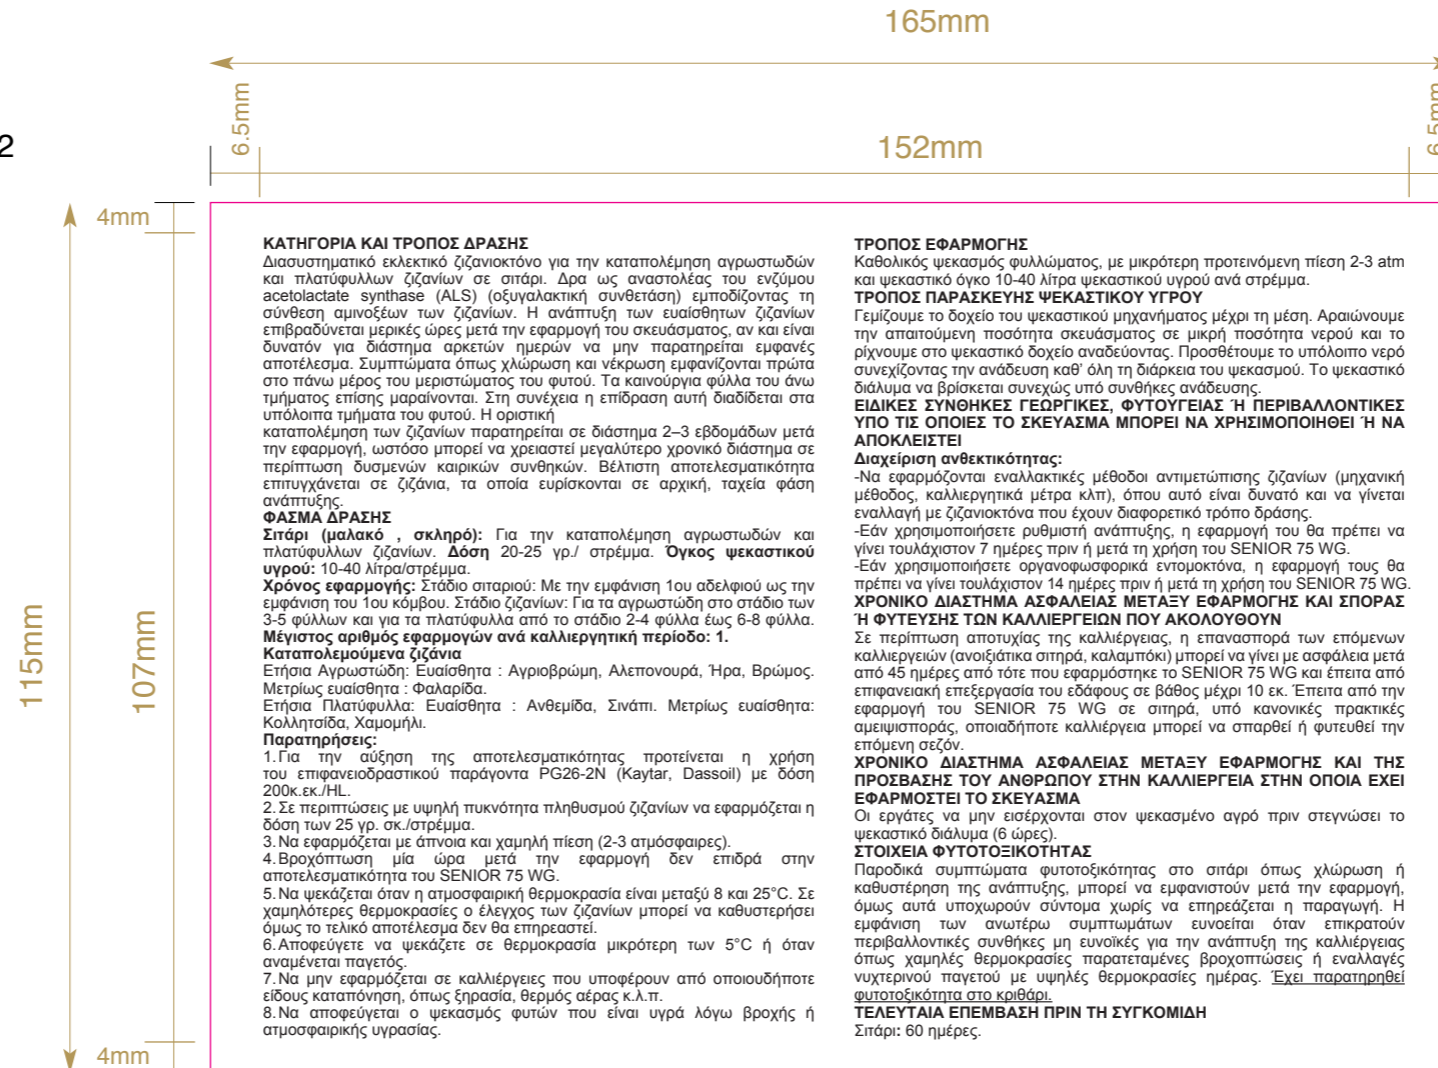 165mm
6.5mm
6.5mm
2
152mm
4mm
115mm
107mm
4mm
ΚΑΤΗΓΟΡΙΑ ΚΑΙ ΤΡΟΠΟΣ ΔΡΑΣΗΣ
Διασυστηματικό εκλεκτικό ζιζανιοκτόνο για την καταπολέμηση αγρωστωδών
και πλατύφυλλων ζιζανίων σε σιτάρι. Δρα ως αναστολέας του ενζύμου
acetolactate synthase (ALS) (οξυγαλακτική συνθετάση) εμποδίζοντας τη
σύνθεση αμινοξέων των ζιζανίων. Η ανάπτυξη των ευαίσθητων ζιζανίων
επιβραδύνεται μερικές ώρες μετά την εφαρμογή του σκευάσματος, αν και είναι
δυνατόν για διάστημα αρκετών ημερών να μην παρατηρείται εμφανές
αποτέλεσμα. Συμπτώματα όπως χλώρωση και νέκρωση εμφανίζονται πρώτα
στο πάνω μέρος του μεριστώματος του φυτού. Τα καινούργια φύλλα του άνω
τμήματος επίσης μαραίνονται. Στη συνέχεια η επίδραση αυτή διαδίδεται στα
υπόλοιπα τμήματα του φυτού. Η οριστική
καταπολέμηση των ζιζανίων παρατηρείται σε διάστημα 2–3 εβδομάδων μετά
την εφαρμογή, ωστόσο μπορεί να χρειαστεί μεγαλύτερο χρονικό διάστημα σε
περίπτωση δυσμενών καιρικών συνθηκών. Βέλτιστη αποτελεσματικότητα
επιτυγχάνεται σε ζιζάνια, τα οποία ευρίσκονται σε αρχική, ταχεία φάση
ανάπτυξης.
ΦΑΣΜΑ ΔΡΑΣΗΣ
Σιτάρι (μαλακό , σκληρό): Για την καταπολέμηση αγρωστωδών και
πλατύφυλλων ζιζανίων. Δόση 20-25 γρ./ στρέμμα. Όγκος ψεκαστικού
υγρού: 10-40 λίτρα/στρέμμα.
Χρόνος εφαρμογής: Στάδιο σιταριού: Με την εμφάνιση 1ου αδελφιού ως την
εμφάνιση του 1ου κόμβου. Στάδιο ζιζανίων: Για τα αγρωστώδη στο στάδιο των
3-5 φύλλων και για τα πλατύφυλλα από το στάδιο 2-4 φύλλα έως 6-8 φύλλα.
Μέγιστος αριθμός εφαρμογών ανά καλλιεργητική περίοδο: 1.
Καταπολεμούμενα ζιζάνια
Ετήσια Αγρωστώδη: Ευαίσθητα : Αγριοβρώμη, Αλεπονουρά, Ήρα, Βρώμος.
Μετρίως ευαίσθητα : Φαλαρίδα.
Ετήσια Πλατύφυλλα: Ευαίσθητα : Ανθεμίδα, Σινάπι. Μετρίως ευαίσθητα:
Κολλητσίδα, Χαμομήλι.
Παρατηρήσεις:
1.Για την αύξηση της αποτελεσματικότητας προτείνεται η χρήση
του επιφανειοδραστικού παράγοντα PG26-2N (Kaytar, Dassoil) με δόση
200κ.εκ./HL.
2.Σε περιπτώσεις με υψηλή πυκνότητα πληθυσμού ζιζανίων να εφαρμόζεται η
δόση των 25 γρ. σκ./στρέμμα.
3.Να εφαρμόζεται με άπνοια και χαμηλή πίεση (2-3 ατμόσφαιρες).
4.Βροχόπτωση μία ώρα μετά την εφαρμογή δεν επιδρά στην
αποτελεσματικότητα του SENIOR 75 WG.
5.Να ψεκάζεται όταν η ατμοσφαιρική θερμοκρασία είναι μεταξύ 8 και 25°C. Σε
χαμηλότερες θερμοκρασίες ο έλεγχος των ζιζανίων μπορεί να καθυστερήσει
όμως το τελικό αποτέλεσμα δεν θα επηρεαστεί.
6.Αποφεύγετε να ψεκάζετε σε θερμοκρασία μικρότερη των 5°C ή όταν
αναμένεται παγετός.
7.Να μην εφαρμόζεται σε καλλιέργειες που υποφέρουν από οποιουδήποτε
είδους καταπόνηση, όπως ξηρασία, θερμός αέρας κ.λ.π.
8.Να αποφεύγεται ο ψεκασμός φυτών που είναι υγρά λόγω βροχής ή
ατμοσφαιρικής υγρασίας.
ΤΡΟΠΟΣ ΕΦΑΡΜΟΓΗΣ
Καθολικός ψεκασμός φυλλώματος, με μικρότερη προτεινόμενη πίεση 2-3 atm
και ψεκαστικό όγκο 10-40 λίτρα ψεκαστικού υγρού ανά στρέμμα.
ΤΡΟΠΟΣ ΠΑΡΑΣΚΕΥΗΣ ΨΕΚΑΣΤΙΚΟΥ ΥΓΡΟΥ
Γεμίζουμε το δοχείο του ψεκαστικού μηχανήματος μέχρι τη μέση. Αραιώνουμε
την απαιτούμενη ποσότητα σκευάσματος σε μικρή ποσότητα νερού και το
ρίχνουμε στο ψεκαστικό δοχείο αναδεύοντας. Προσθέτουμε το υπόλοιπο νερό
συνεχίζοντας την ανάδευση καθ' όλη τη διάρκεια του ψεκασμού. Το ψεκαστικό
διάλυμα να βρίσκεται συνεχώς υπό συνθήκες ανάδευσης.
ΕΙΔΙΚΕΣ ΣΥΝΘΗΚΕΣ ΓΕΩΡΓΙΚΕΣ, ΦΥΤΟΥΓΕΙΑΣ Ή ΠΕΡΙΒΑΛΛΟΝΤΙΚΕΣ
ΥΠΟ ΤΙΣ ΟΠΟΙΕΣ ΤΟ ΣΚΕΥΑΣΜΑ ΜΠΟΡΕΙ ΝΑ ΧΡΗΣΙΜΟΠΟΙΗΘΕΙ Ή ΝΑ
ΑΠΟΚΛΕΙΣΤΕΙ
Διαχείριση ανθεκτικότητας:
-Να εφαρμόζονται εναλλακτικές μέθοδοι αντιμετώπισης ζιζανίων (μηχανική
μέθοδος, καλλιεργητικά μέτρα κλπ), όπου αυτό είναι δυνατό και να γίνεται
εναλλαγή με ζιζανιοκτόνα που έχουν διαφορετικό τρόπο δράσης.
-Εάν χρησιμοποιήσετε ρυθμιστή ανάπτυξης, η εφαρμογή του θα πρέπει να
γίνει τουλάχιστον 7 ημέρες πριν ή μετά τη χρήση του SENIOR 75 WG.
-Εάν χρησιμοποιήσετε οργανοφωσφορικά εντομοκτόνα, η εφαρμογή τους θα
πρέπει να γίνει τουλάχιστον 14 ημέρες πριν ή μετά τη χρήση του SENIOR 75 WG.
ΧΡΟΝΙΚΟ ΔΙΑΣΤΗΜΑ ΑΣΦΑΛΕΙΑΣ ΜΕΤΑΞΥ ΕΦΑΡΜΟΓΗΣ ΚΑΙ ΣΠΟΡΑΣ
Ή ΦΥΤΕΥΣΗΣ ΤΩΝ ΚΑΛΛΙΕΡΓΕΙΩΝ ΠΟΥ ΑΚΟΛΟΥΘΟΥΝ
Σε περίπτωση αποτυχίας της καλλιέργειας, η επανασπορά των επόμενων
καλλιεργειών (ανοιξιάτικα σιτηρά, καλαμπόκι) μπορεί να γίνει με ασφάλεια μετά
από 45 ημέρες από τότε που εφαρμόστηκε το SENIOR 75 WG και έπειτα από
επιφανειακή επεξεργασία του εδάφους σε βάθος μέχρι 10 εκ. Έπειτα από την
εφαρμογή του SENIOR 75 WG σε σιτηρά, υπό κανονικές πρακτικές
αμειψισποράς, οποιαδήποτε καλλιέργεια μπορεί να σπαρθεί ή φυτευθεί την
επόμενη σεζόν.
ΧΡΟΝΙΚΟ ΔΙΑΣΤΗΜΑ ΑΣΦΑΛΕΙΑΣ ΜΕΤΑΞΥ ΕΦΑΡΜΟΓΗΣ ΚΑΙ ΤΗΣ
ΠΡΟΣΒΑΣΗΣ ΤΟΥ ΑΝΘΡΩΠΟΥ ΣΤΗΝ ΚΑΛΛΙΕΡΓΕΙΑ ΣΤΗΝ ΟΠΟΙΑ ΕΧΕΙ
ΕΦΑΡΜΟΣΤΕΙ ΤΟ ΣΚΕΥΑΣΜΑ
Οι εργάτες να μην εισέρχονται στον ψεκασμένο αγρό πριν στεγνώσει το
ψεκαστικό διάλυμα (6 ώρες).
ΣΤΟΙΧΕΙΑ ΦΥΤΟΤΟΞΙΚΟΤΗΤΑΣ
Παροδικά συμπτώματα φυτοτοξικότητας στο σιτάρι όπως χλώρωση ή
καθυστέρηση της ανάπτυξης, μπορεί να εμφανιστούν μετά την εφαρμογή,
όμως αυτά υποχωρούν σύντομα χωρίς να επηρεάζεται η παραγωγή. Η
εμφάνιση των ανωτέρω συμπτωμάτων ευνοείται όταν επικρατούν
περιβαλλοντικές συνθήκες μη ευνοϊκές για την ανάπτυξη της καλλιέργειας
όπως χαμηλές θερμοκρασίες παρατεταμένες βροχοπτώσεις ή εναλλαγές
νυχτερινού παγετού με υψηλές θερμοκρασίες ημέρας. Έχει παρατηρηθεί
φυτοτοξικότητα στο κριθάρι.
ΤΕΛΕΥΤΑΙΑ ΕΠΕΜΒΑΣΗ ΠΡΙΝ ΤΗ ΣΥΓΚΟΜΙΔΗ
Σιτάρι: 60 ημέρες.